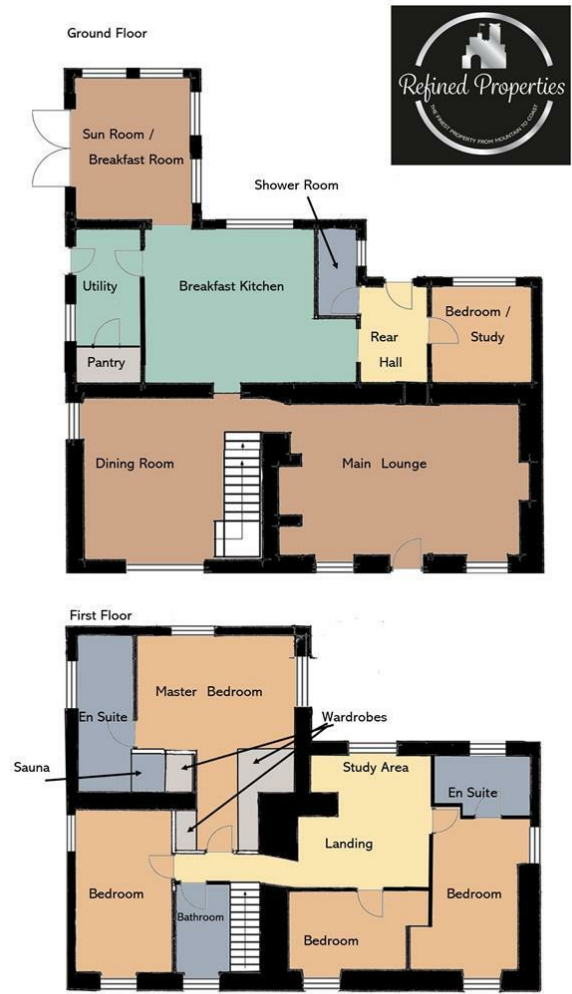 Ground Floor
Refined Properties
THE FINEST PROPERTY FROM MOUNTAIN TO COAST
Sun Room /
Breakfast Room
Shower Room
Utility
Breakfast Kitchen
Bedroom /
Study
Rear
Hall
Pantry
Dining Room
Main Lounge
First Floor
Master Bedroom
En Suite
Wardrobes
Sauna
Study Area
En Suite
Landing
Bedroom
Bedroom
Bathroom
Bedroom